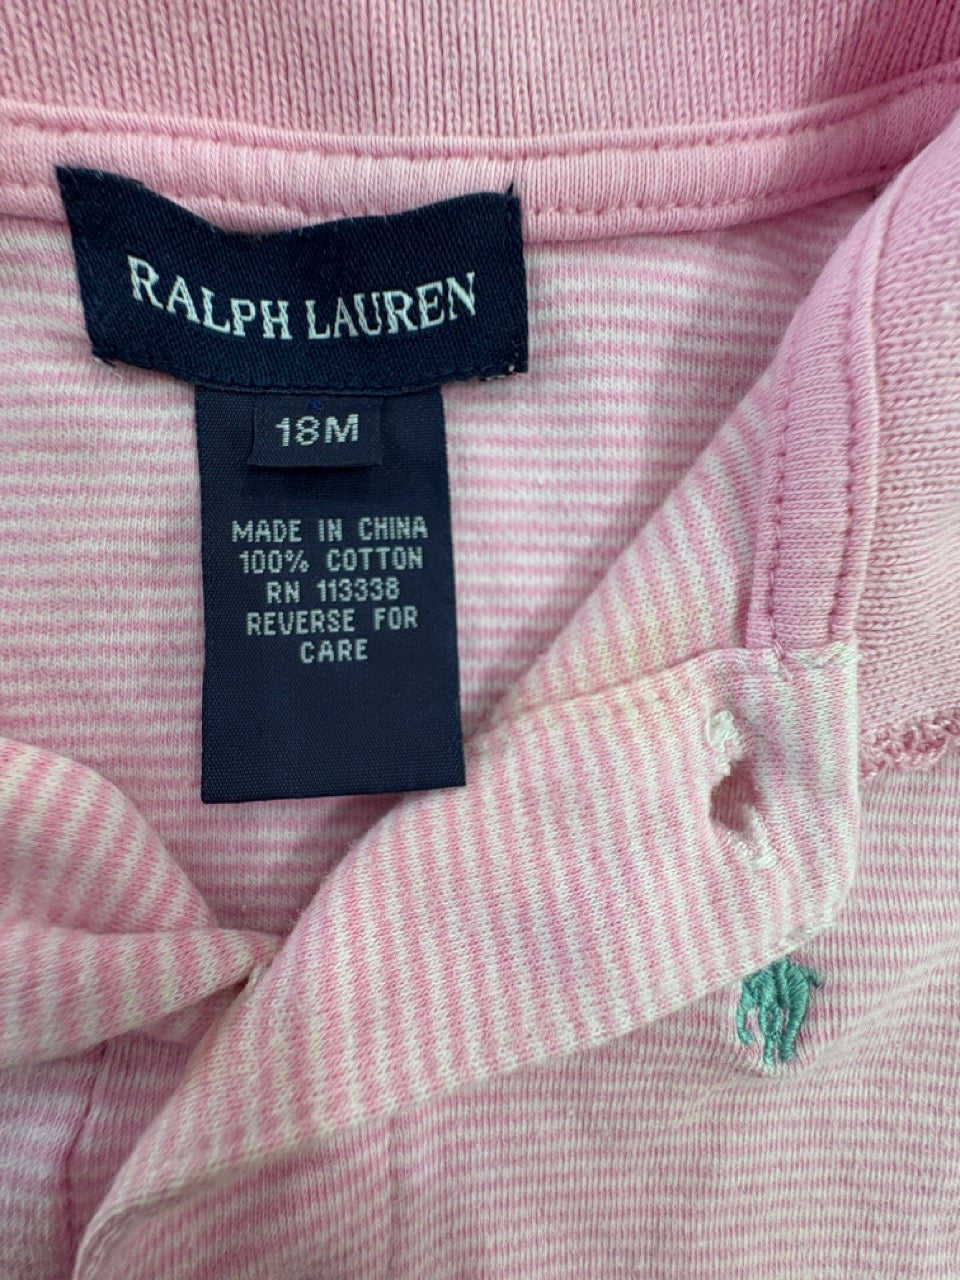 RALPH LAUREN
18M
MADE IN CHINA
100% COTTON
RN 113338
REVERSE FOR
CARE